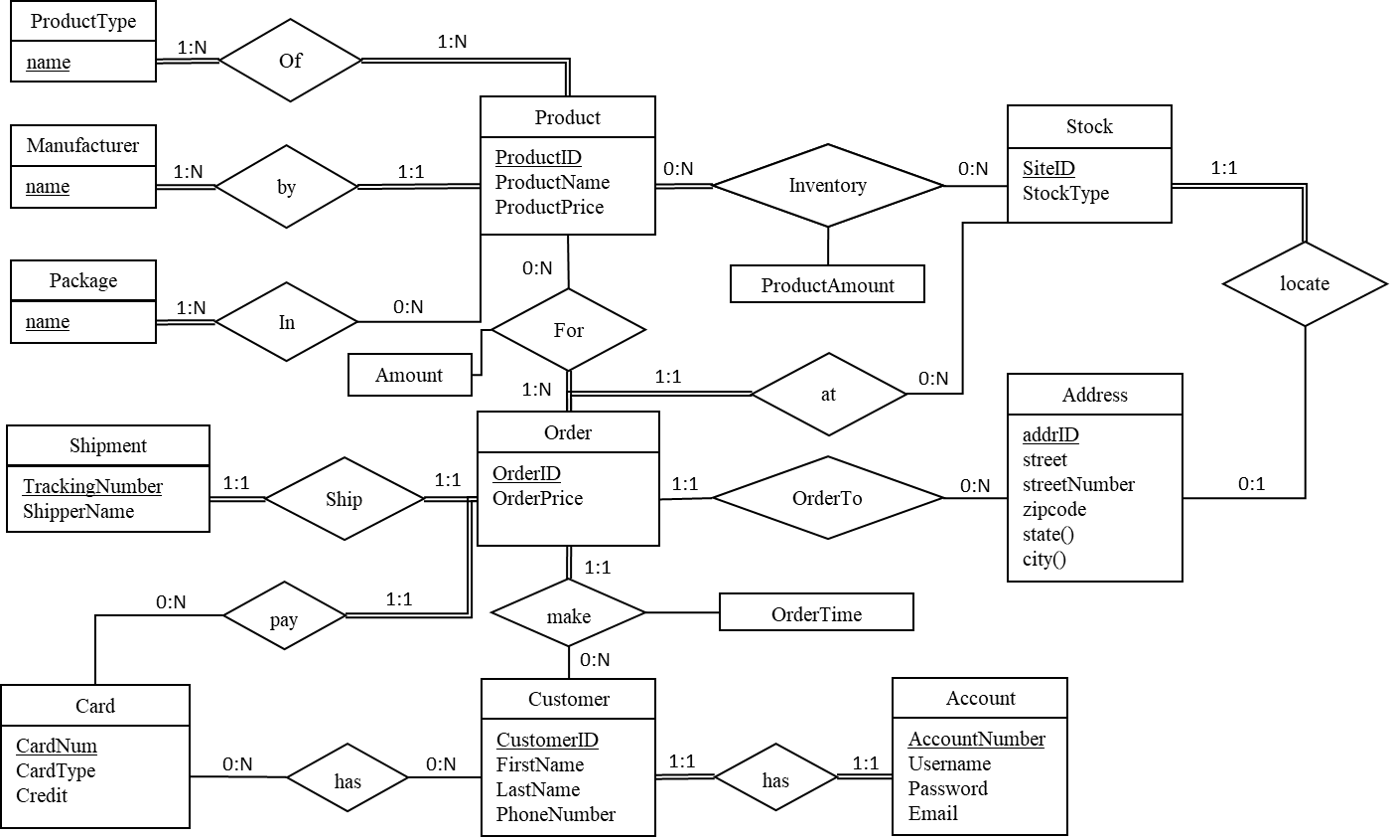 ProductType
name
1:N
Of
1:N
Manufacturer
name
1:N
by
1:1
Product
ProductID
ProductName
ProductPrice
0:N
Inventory
0:N
ProductAmount
Stock
SiteID
StockType
1:1
locate
Package
name
1:N
In
0:N
0:N
For
Amount
1:N
1:1
at
0:N
Shipment
TrackingNumber
ShipperName
1:1
Ship
1:1
Order
OrderID
OrderPrice
1:1
OrderTo
0:N
Address
addrID
street
streetNumber
zipcode
state()
city()
0:1
0:N
pay
1:1
1:1
make
OrderTime
0:N
Card
CardNum
CardType
Credit
0:N
has
0:N
Customer
CustomerID
FirstName
LastName
PhoneNumber
1:1
has
1:1
Account
AccountNumber
Username
Password
Email